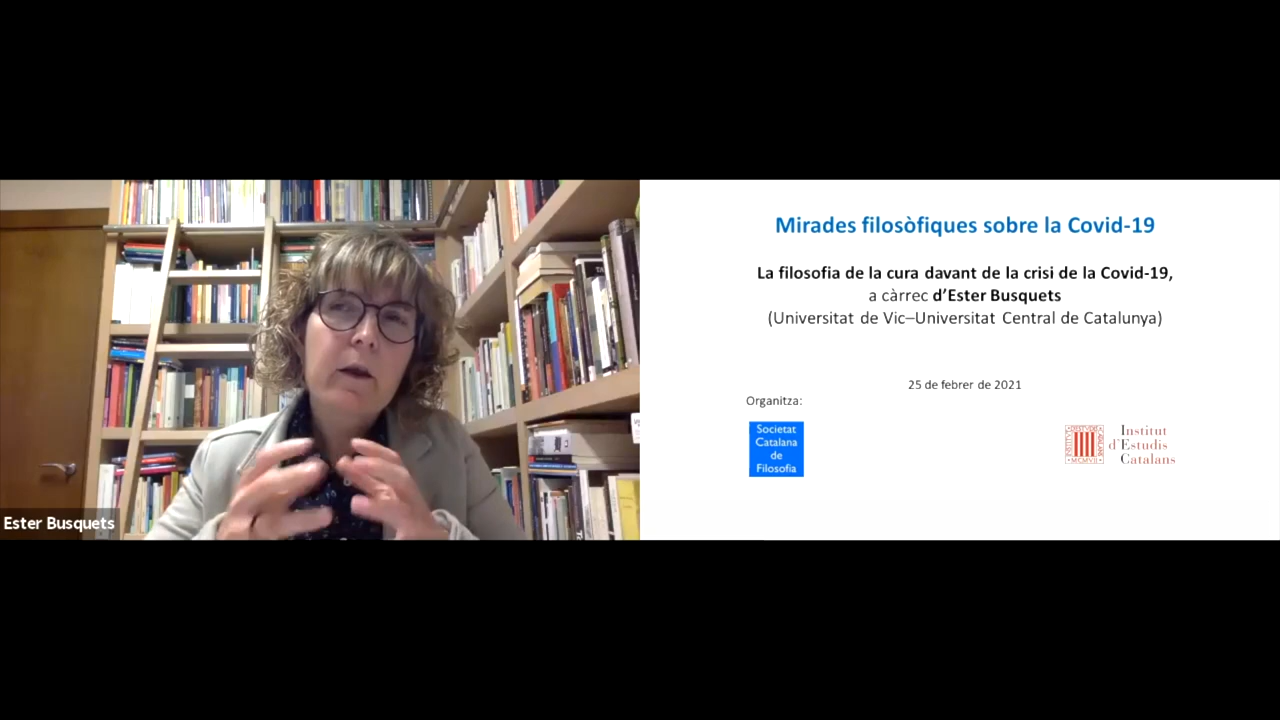 Ester Busquets
Mirades filosòfiques sobre la Covid-19
La filosofia de la cura davant de la crisi de la Covid-19,
a càrrec d’Ester Busquets
(Universitat de Vic–Universitat Central de Catalunya)
25 de febrer de 2021
Organitza:
Societat
Catalana
de
Filosofia
Institut
d'Estudis
Catalans